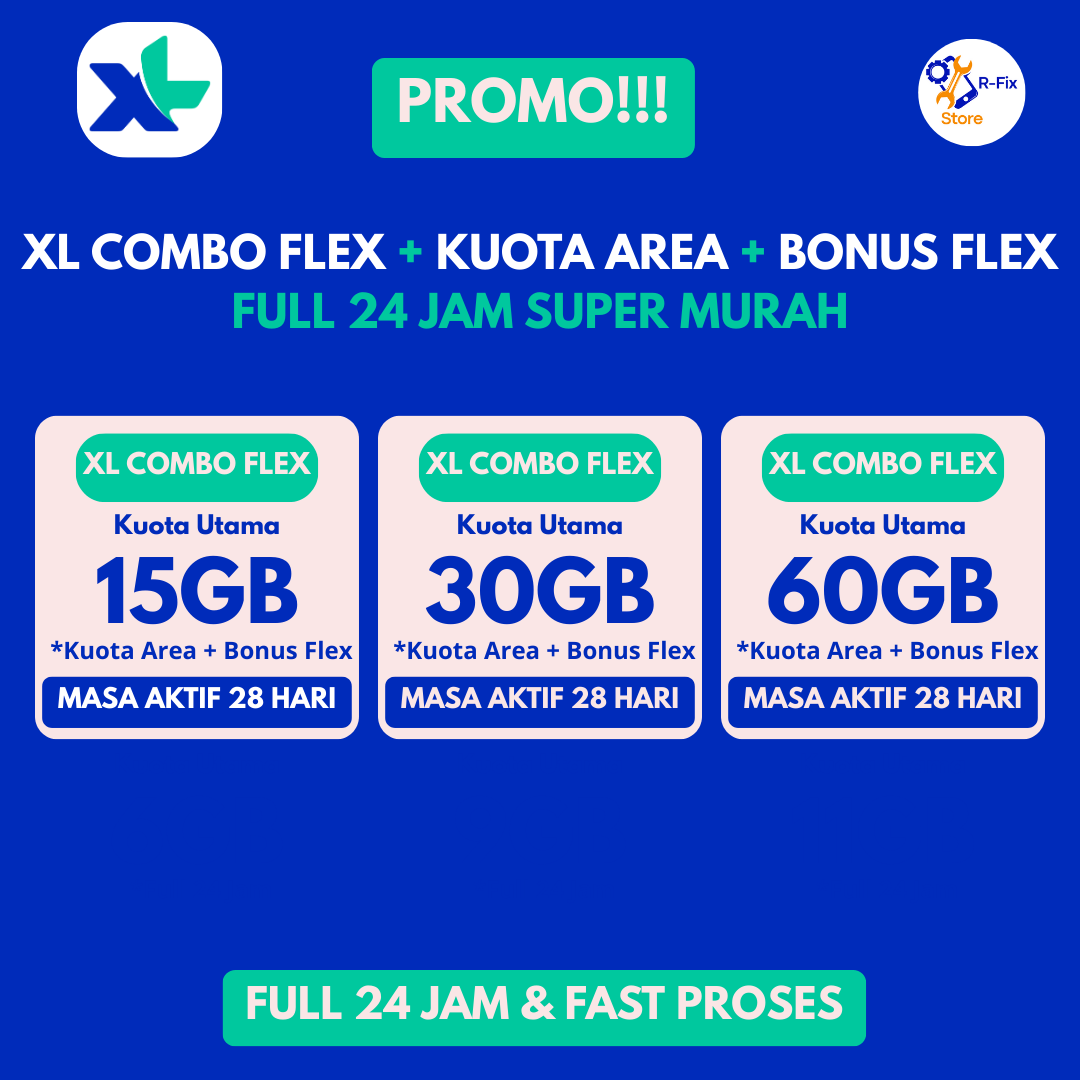 XL
PROMO!!!
R-Fix
Store
XL COMBO FLEX + KUOTA AREA + BONUS FLEX
FULL 24 JAM SUPER MURAH
XL COMBO FLEX
Kuota Utama
15GB
*Kuota Area + Bonus Flex
MASA AKTIF 28 HARI
XL COMBO FLEX
Kuota Utama
30GB
*Kuota Area + Bonus Flex
MASA AKTIF 28 HARI
XL COMBO FLEX
Kuota Utama
60GB
*Kuota Area + Bonus Flex
MASA AKTIF 28 HARI
FULL 24 JAM & FAST PROSES